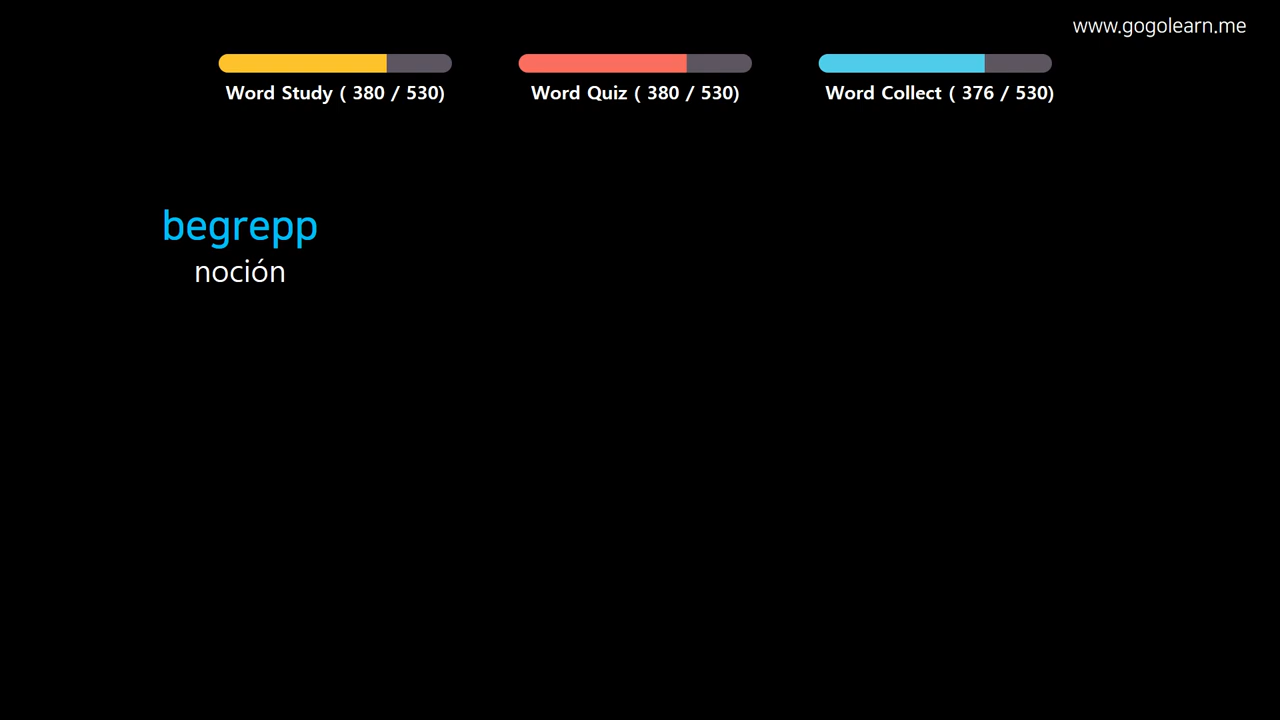 www.gogolearn.me
Word Study ( 380 / 530)
Word Quiz ( 380 / 530)
Word Collect ( 376 / 530)
begrepp
noción